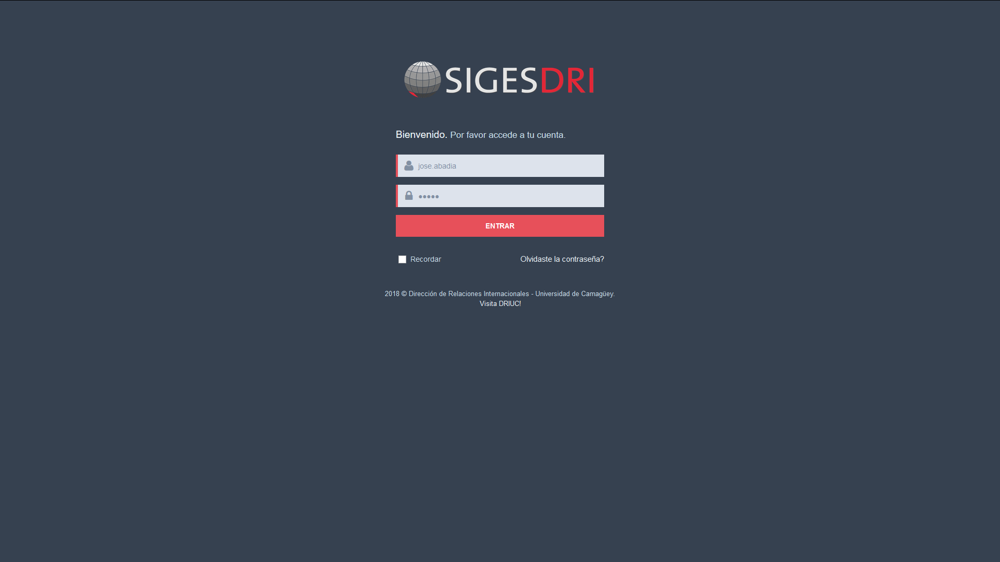 SIGESDRI
Bienvenido. Por favor accede a tu cuenta.
jose.abadia
•••••
ENTRAR
Recordar
Olvidaste la contraseña?
2018 © Dirección de Relaciones Internacionales - Universidad de Camagüey.
Visita DRIUC!